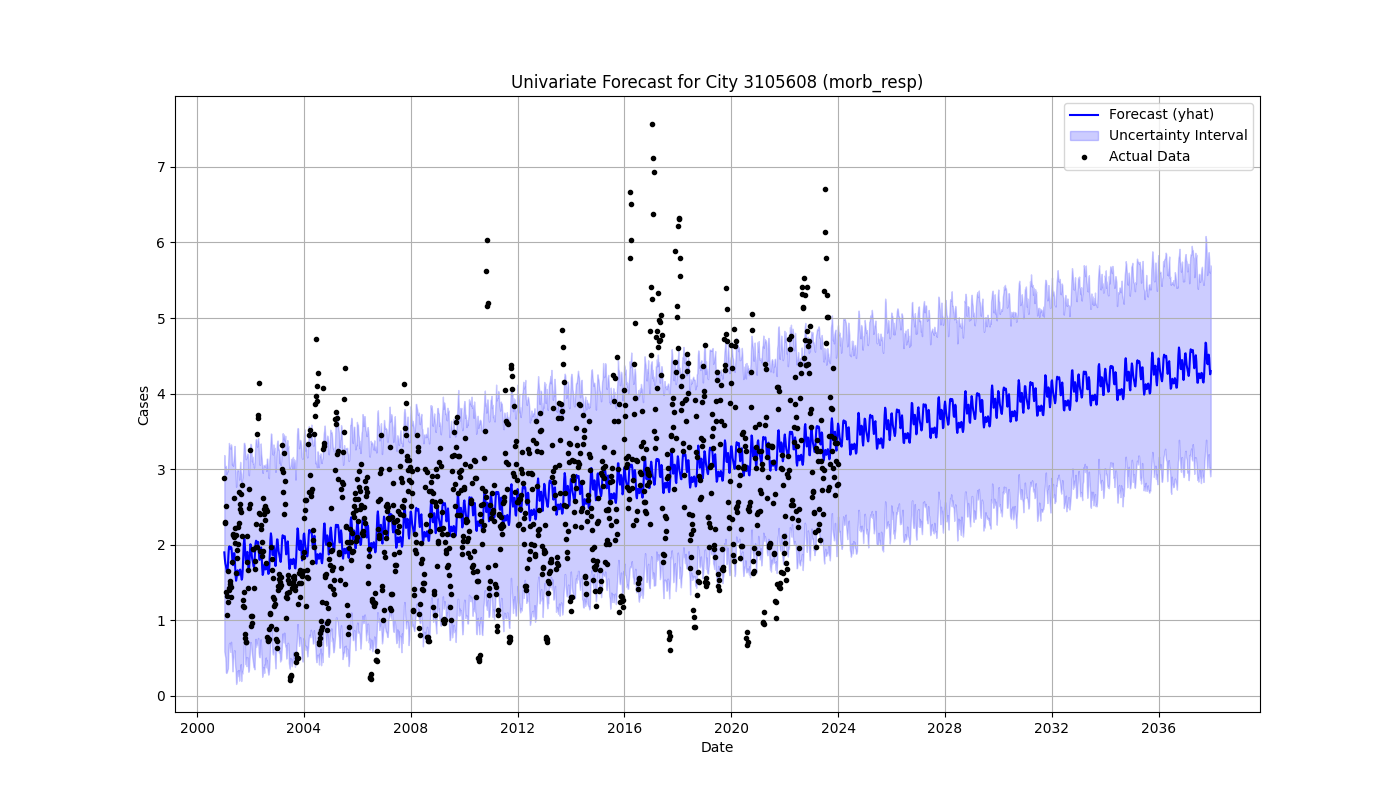 Univariate Forecast for City 3105608 (morb_resp)
Forecast (yhat)
Uncertainty Interval
Actual Data
Cases
7
6
5
4
3
2
1
0
2000 2004 2008 2012 2016 2020 2024 2028 2032 2036
Date